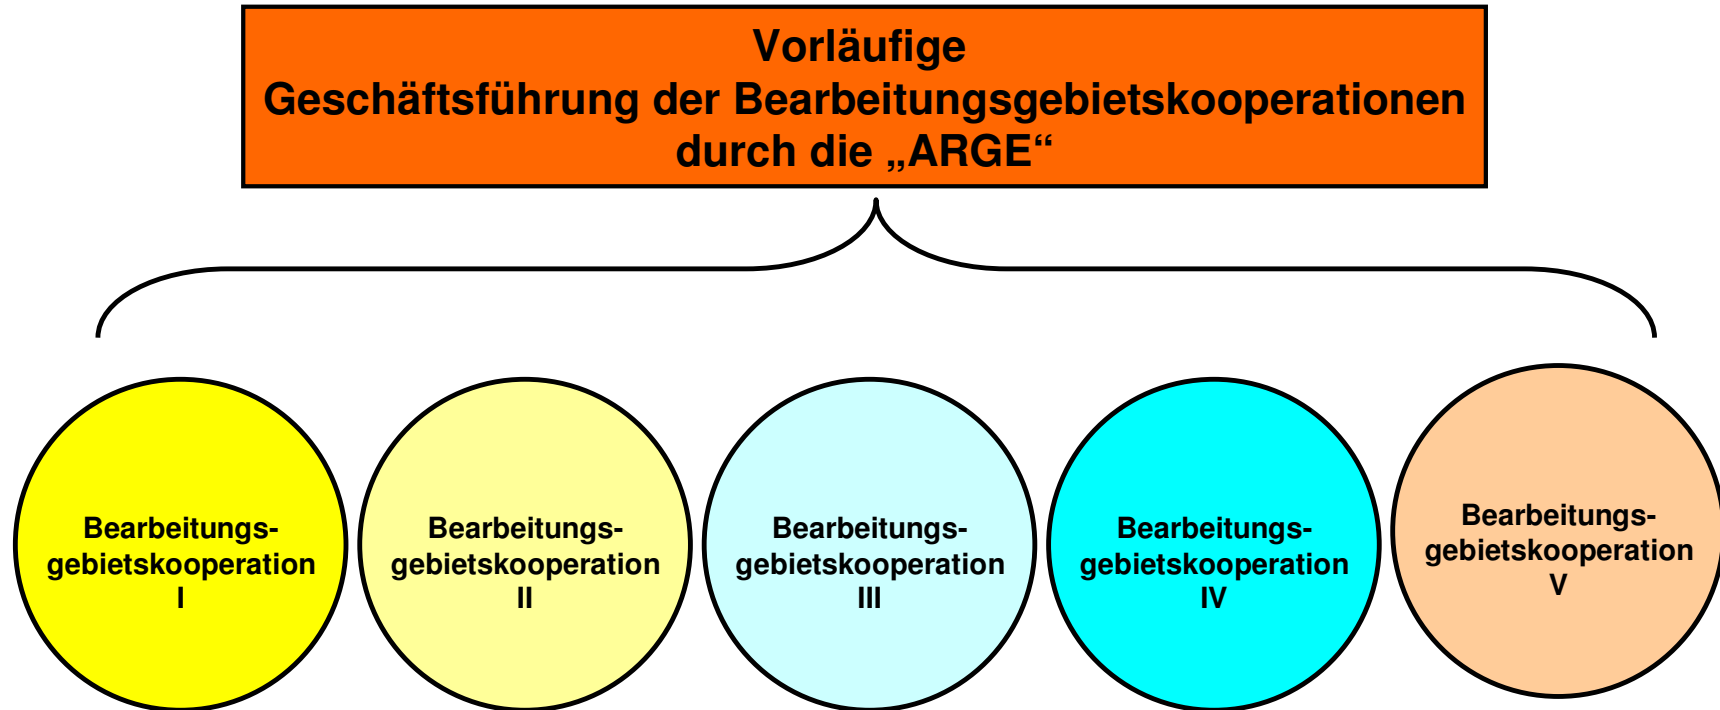 Vorläufige
Geschäftsführung der Bearbeitungsgebietskooperationen
durch die „ARGE“
Bearbeitungs-
gebietskooperation
I
Bearbeitungs-
gebietskooperation
II
Bearbeitungs-
gebietskooperation
III
Bearbeitungs-
gebietskooperation
IV
Bearbeitungs-
gebietskooperation
V